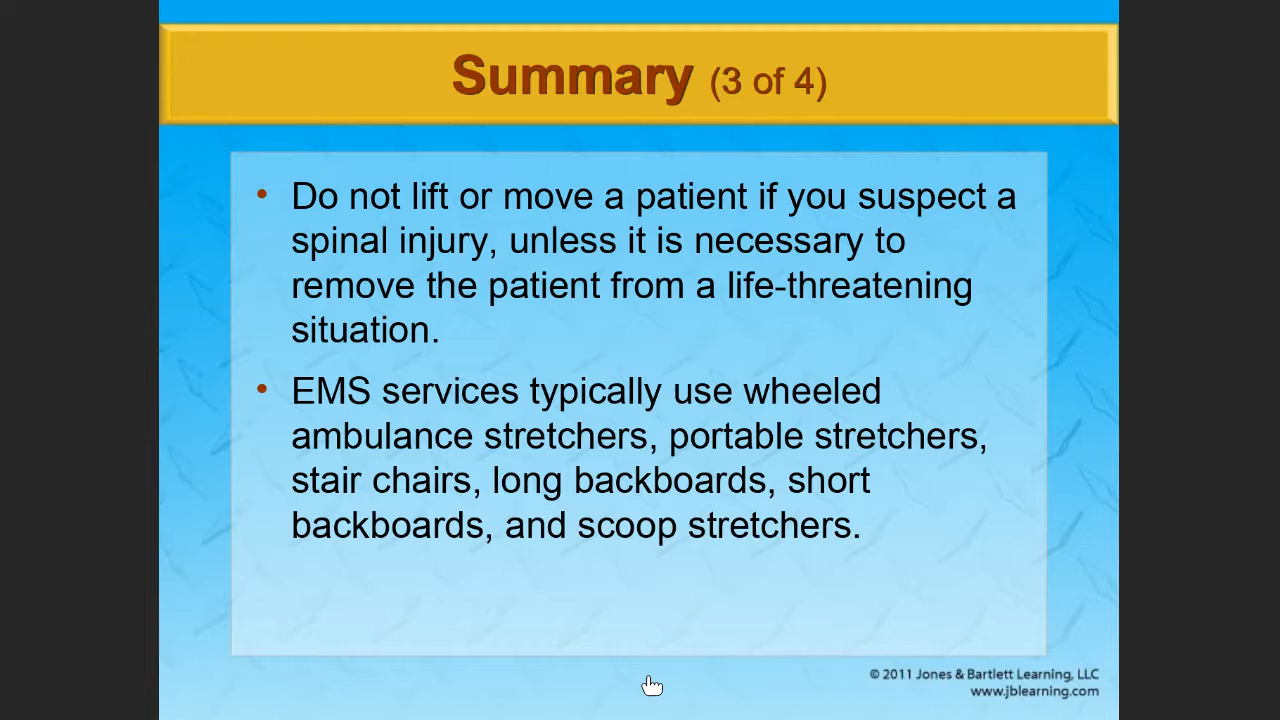 Summary (3 of 4)
• Do not lift or move a patient if you suspect a
spinal injury, unless it is necessary to
remove the patient from a life-threatening
situation.
• EMS services typically use wheeled
ambulance stretchers, portable stretchers,
stair chairs, long backboards, short
backboards, and scoop stretchers.
© 2011 Jones & Bartlett Learning, LLC
www.jblearning.com